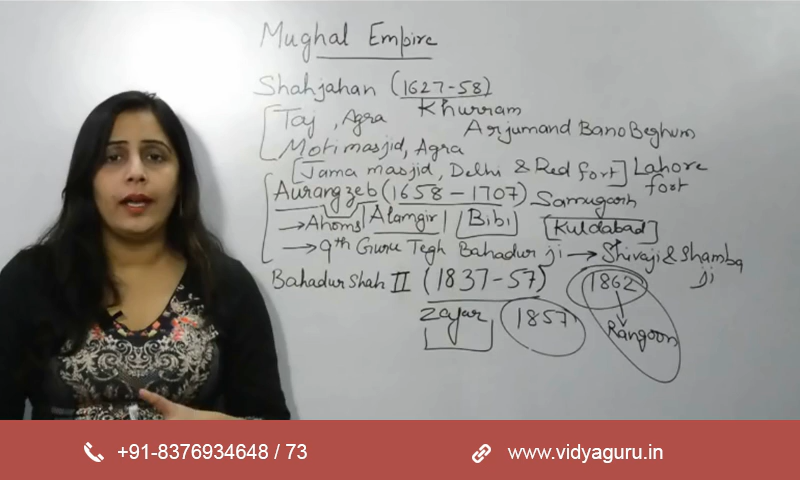 Mughal Empire
Shahjahan (1627-58)
Khurram
[Taj, Agra
Arjumand Bano Beghum
Moti masjid, Agra
[Jama masjid, Delhi & Red fort] Lahore fort
Aurangzeb (1658 - 1707) Samugarh
→ Ahoms Alamgir Bibi [Kuldabad]
→ 9th Guru Tegh Bahadur ji → Shivaji & Shamba ji
Bahadur Shah II (1837-57) 1862
Zafar 1857 Rangoon
+91-8376934648 / 73
www.vidyaguru.in